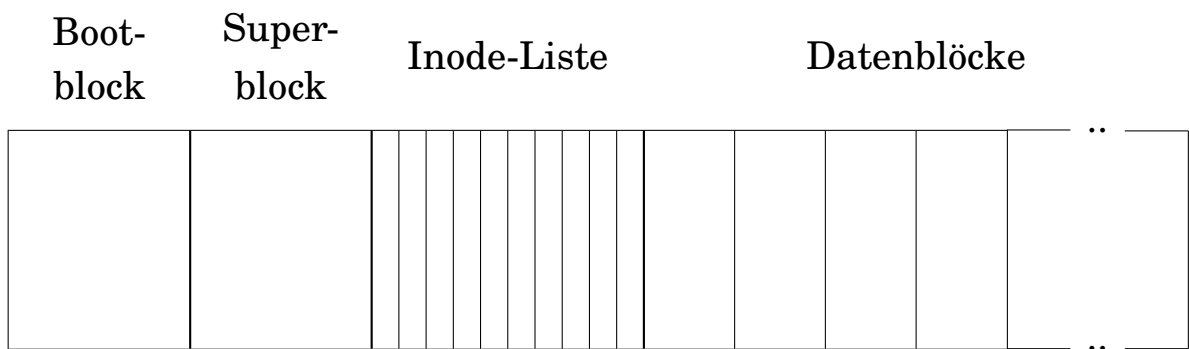 Boot-
block
Super-
block
Inode-Liste
Datenblöcke
..
..